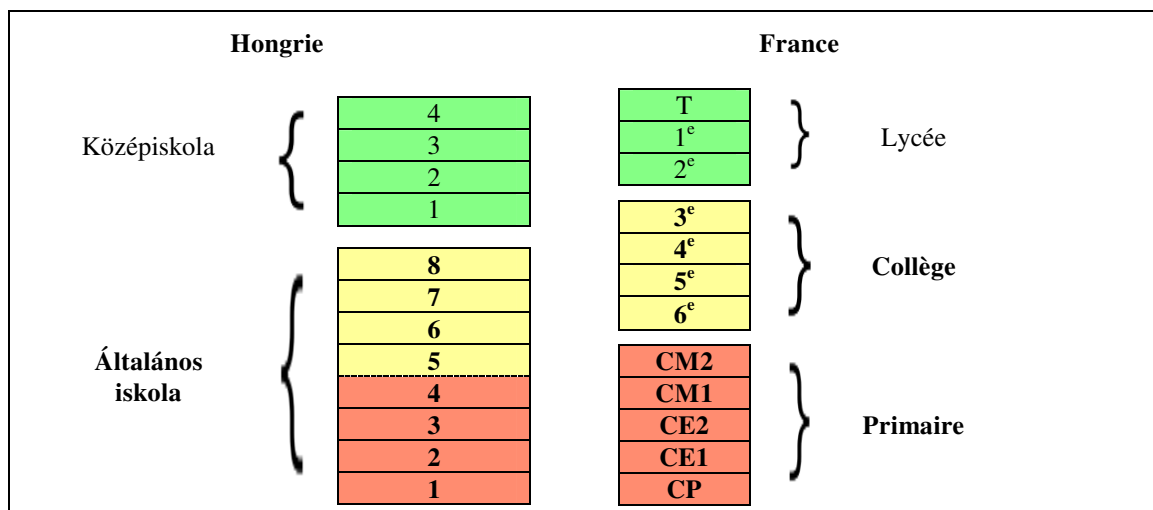 Hongrie
Középiskola
4
3
2
1
Általános
iskola
8
7
6
5
4
3
2
1
France
T
1e
2e
Lycée
3e
4e
5e
6e
Collège
CM2
CM1
CE2
CE1
CP
Primaire